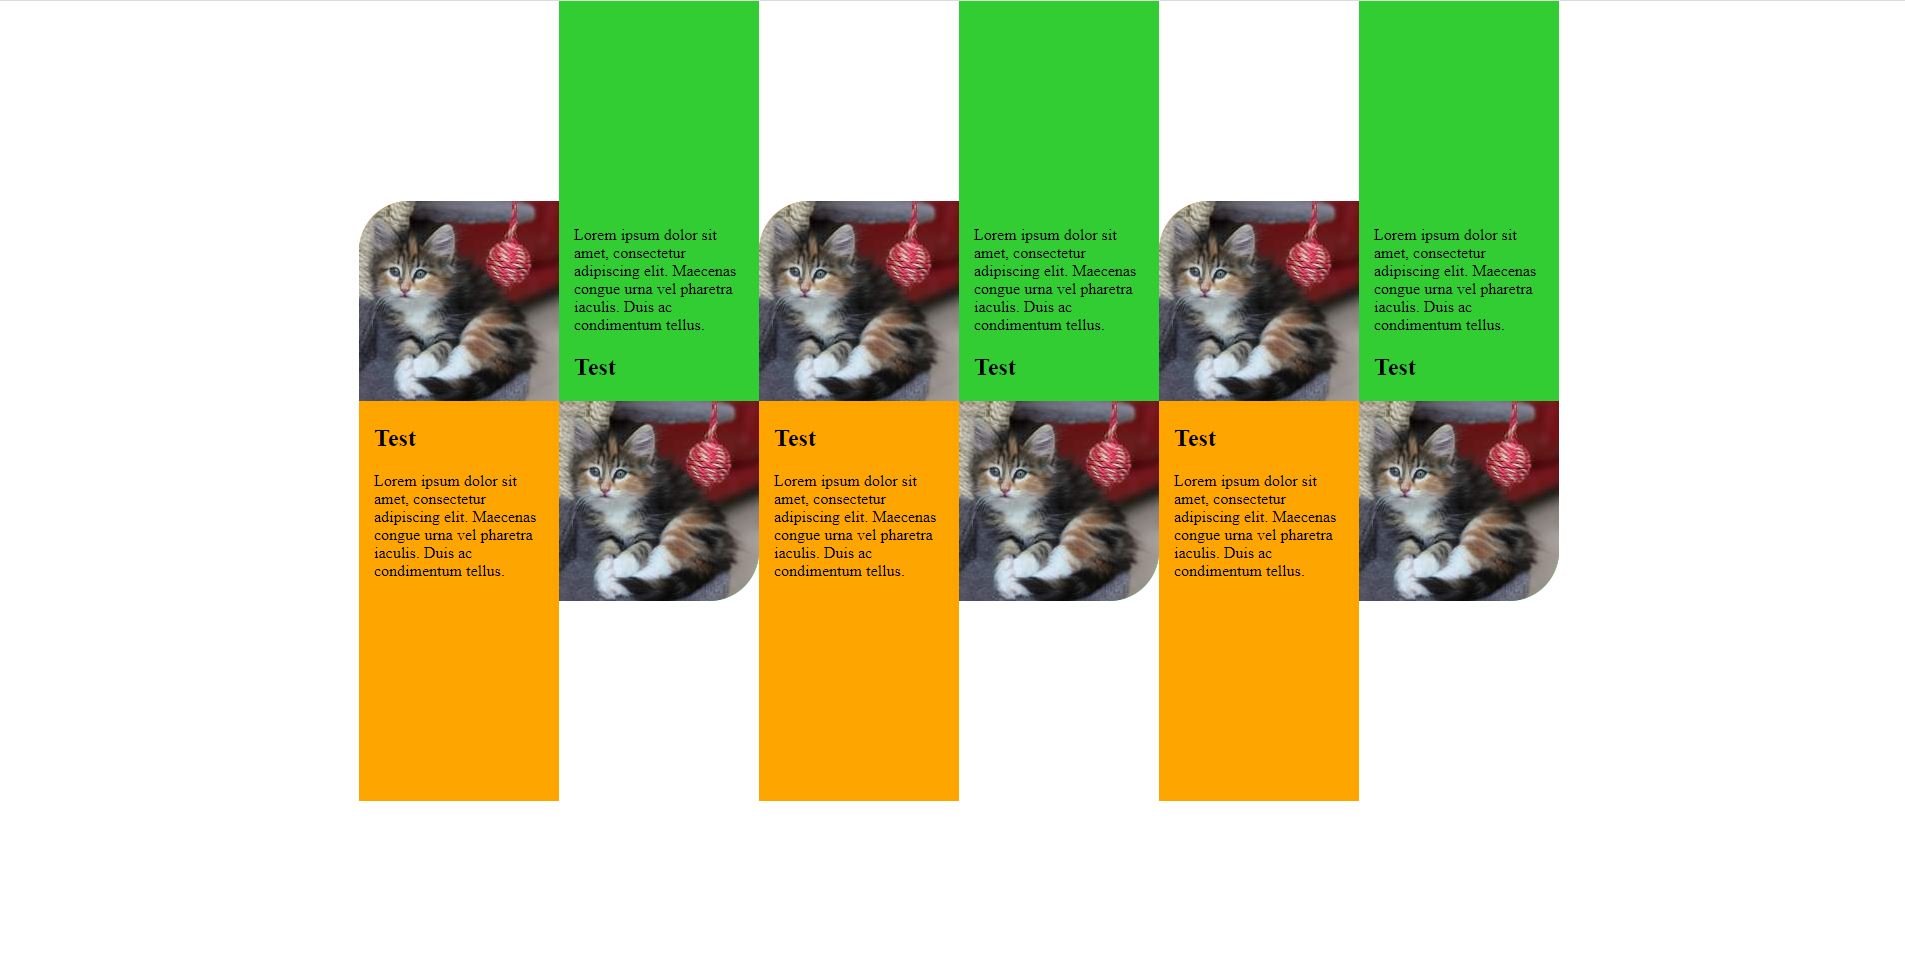 Lorem ipsum dolor sit
amet, consectetur
adipiscing elit. Maecenas
congue urna vel pharetra
iaculis. Duis ac
condimentum tellus.
Test
Lorem ipsum dolor sit
amet, consectetur
adipiscing elit. Maecenas
congue urna vel pharetra
iaculis. Duis ac
condimentum tellus.
Test
Lorem ipsum dolor sit
amet, consectetur
adipiscing elit. Maecenas
congue urna vel pharetra
iaculis. Duis ac
condimentum tellus.
Test
Test
Lorem ipsum dolor sit
amet, consectetur
adipiscing elit. Maecenas
congue urna vel pharetra
iaculis. Duis ac
condimentum tellus.
Test
Lorem ipsum dolor sit
amet, consectetur
adipiscing elit. Maecenas
congue urna vel pharetra
iaculis. Duis ac
condimentum tellus.
Test
Lorem ipsum dolor sit
amet, consectetur
adipiscing elit. Maecenas
congue urna vel pharetra
iaculis. Duis ac
condimentum tellus.